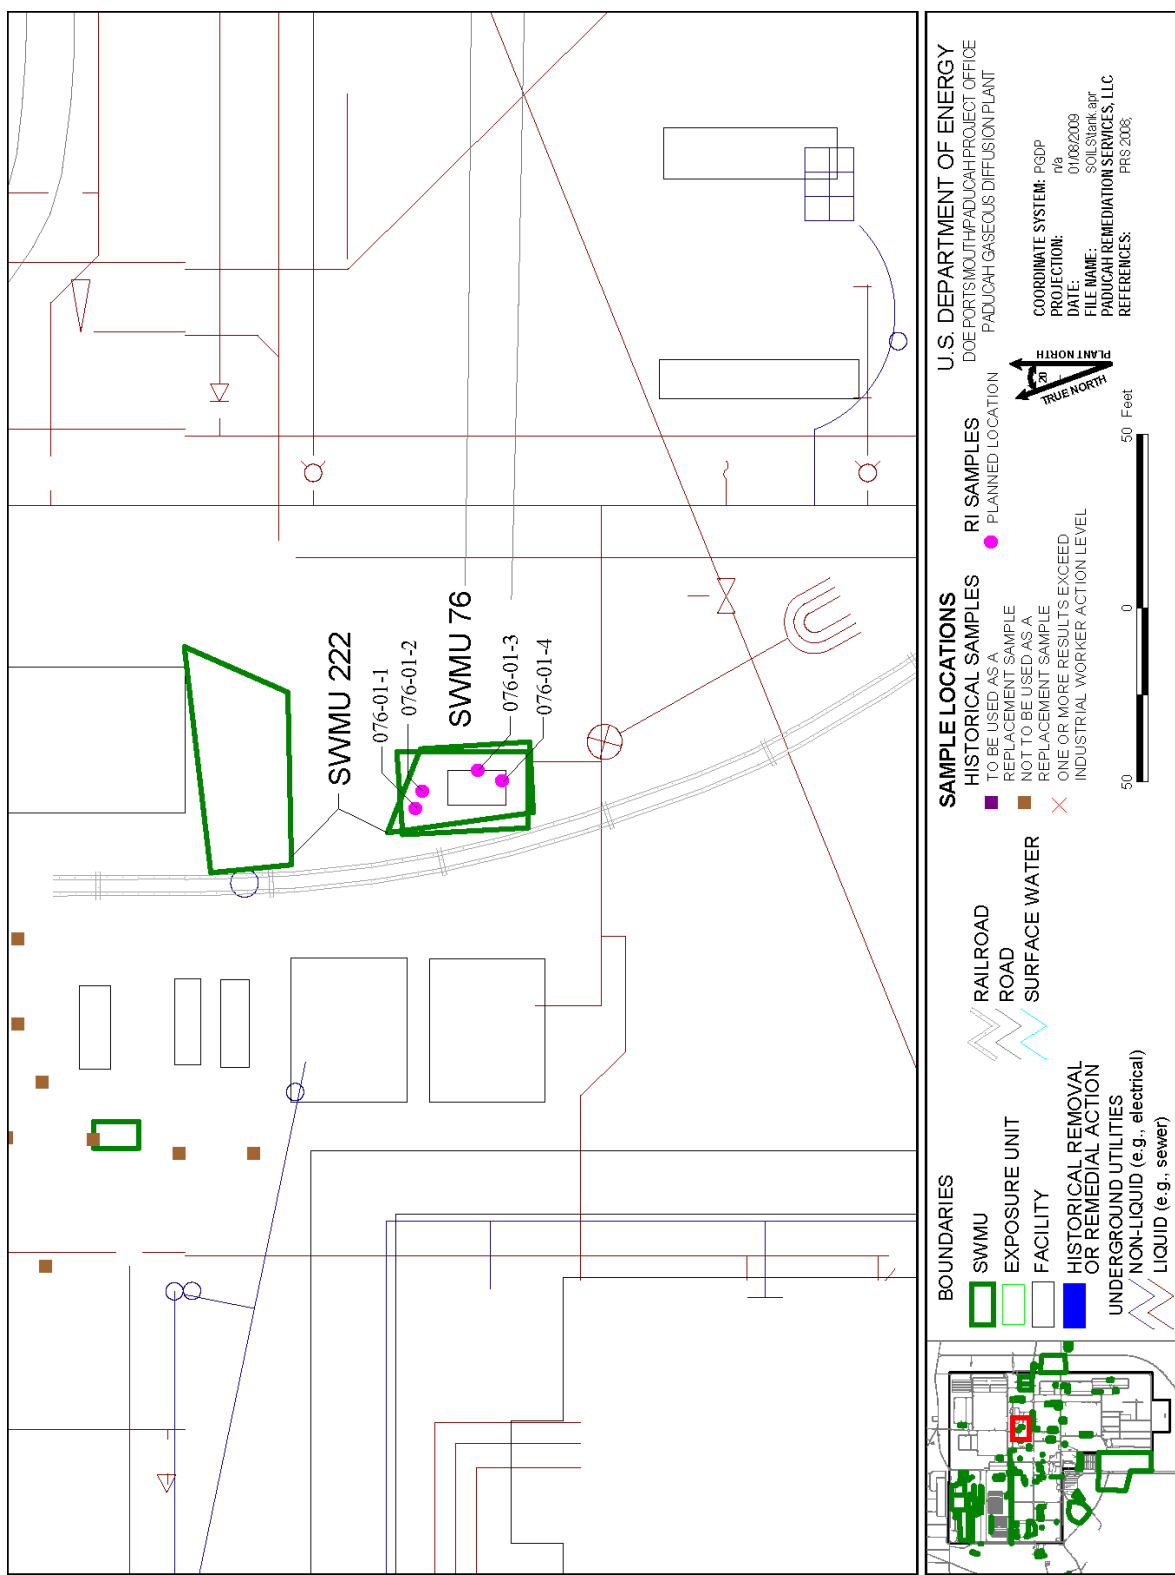 SWMU 222
076-01-1
076-01-2
SWMU 76
076-01-3
076-01-4
BOUNDARIES
SWMU
EXPOSURE UNIT
FACILITY
HISTORICAL REMOVAL
OR REMEDIAL ACTION
UNDERGROUND UTILITIES
NON-LIQUID (e.g., electrical)
LIQUID (e.g., sewer)
RAILROAD
ROAD
SURFACE WATER
SAMPLE LOCATIONS
HISTORICAL SAMPLES
TO BE USED AS A
REPLACEMENT SAMPLE
NOT TO BE USED AS A
REPLACEMENT SAMPLE
ONE OR MORE RESULTS EXCEED
INDUSTRIAL WORKER ACTION LEVEL
RI SAMPLES
PLANNED LOCATION
50 0 50 Feet
TRUE NORTH
20
PLANT NORTH
U.S. DEPARTMENT OF ENERGY
DOE PORTSMOUTH/PADUCAH PROJECT OFFICE
PADUCAH GASEOUS DIFFUSION PLANT
COORDINATE SYSTEM: PGDP
PROJECTION: n/a
DATE: 01/08/2009
FILE NAME: SOILS\tank.apr
PADUCAH REMEDIATION SERVICES, LLC
REFERENCES: PRS 2008;